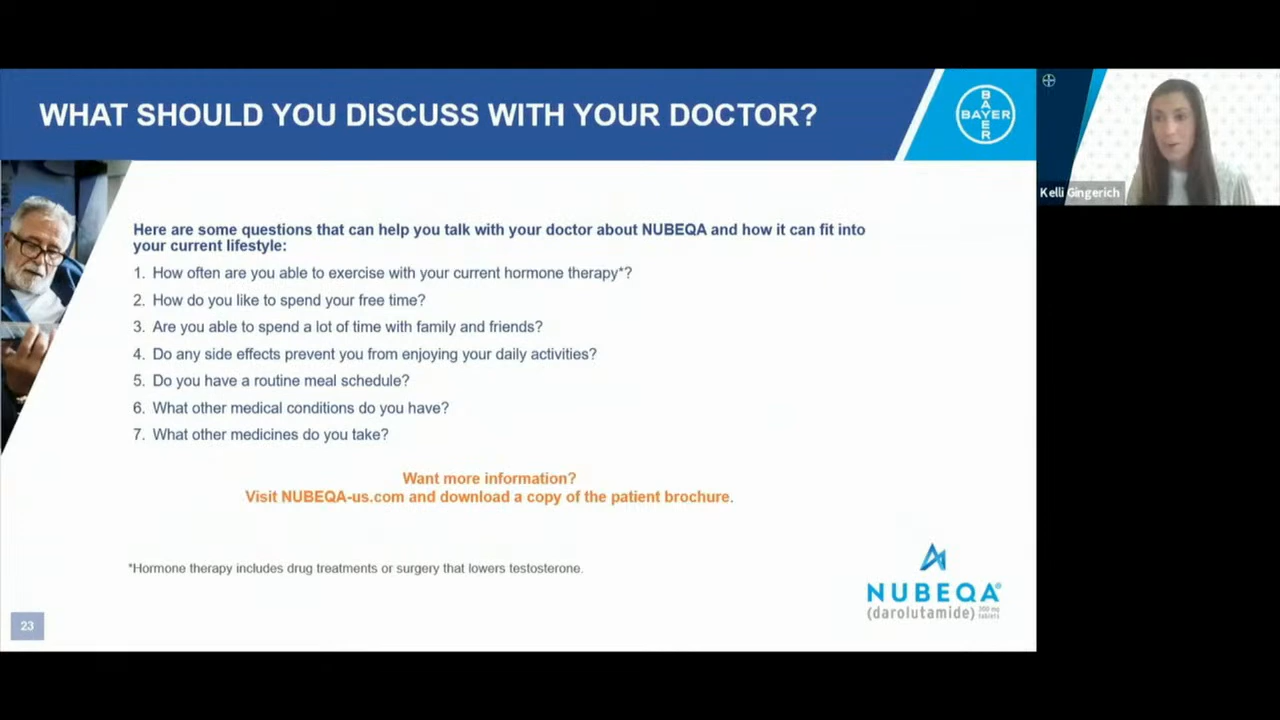 WHAT SHOULD YOU DISCUSS WITH YOUR DOCTOR?
BAYER
BAYER
Kelli Gingerich
Here are some questions that can help you talk with your doctor about NUBEQA and how it can fit into
your current lifestyle:
1. How often are you able to exercise with your current hormone therapy*?
2. How do you like to spend your free time?
3. Are you able to spend a lot of time with family and friends?
4. Do any side effects prevent you from enjoying your daily activities?
5. Do you have a routine meal schedule?
6. What other medical conditions do you have?
7. What other medicines do you take?
Want more information?
Visit NUBEQA-us.com and download a copy of the patient brochure.
*Hormone therapy includes drug treatments or surgery that lowers testosterone.
NUBEQA®
(darolutamide) 300 mg
tablets
23